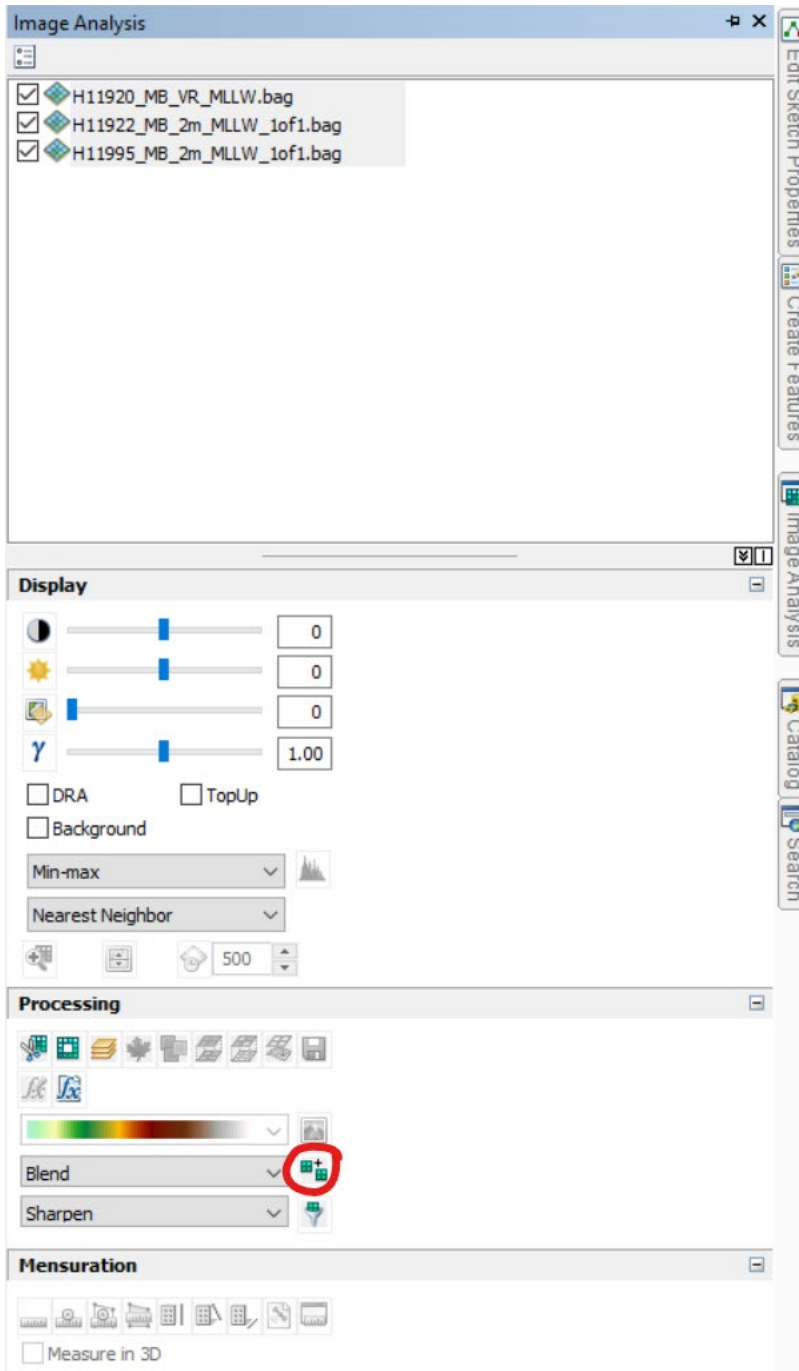 Image Analysis
H11920_MB_VR_MLLW.bag
H11922_MB_2m_MLLW_1of1.bag
H11995_MB_2m_MLLW_1of1.bag
Display
0
0
0
γ 1.00
DRA TopUp
Background
Min-max
Nearest Neighbor
500
Processing
fx fx
Blend
Sharpen
Mensuration
Measure in 3D
Edit Sketch Properties
Create Features
Image Analysis
Catalog
Search